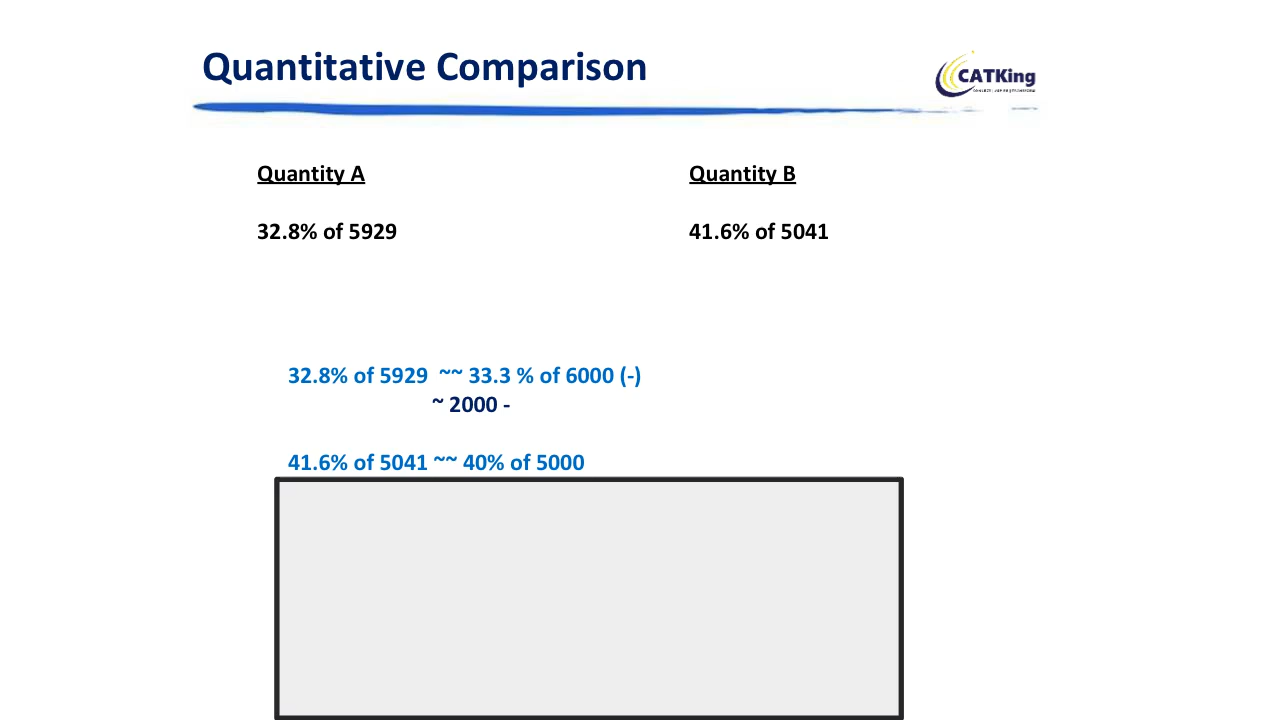 Quantitative Comparison
CATKing
Quantity A
Quantity B
32.8% of 5929
41.6% of 5041
32.8% of 5929 ~~ 33.3 % of 6000 (-)
~ 2000 -
41.6% of 5041 ~~ 40% of 5000